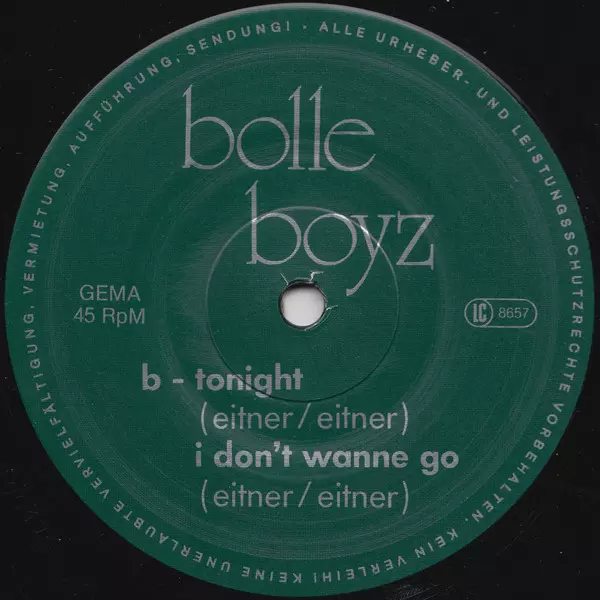 bolle
boyz
GEMA
45 RpM
LC 8657
b - tonight
(eitner/eitner)
i don't wanne go
(eitner/eitner)
ALLE URHEBER- UND LEISTUNGSSCHUTZRECHTE VORBEHALTEN. KEIN VERLEIH! KEINE UNERLAUBTE VERVIELFÄLTIGUNG, VERMIETUNG, AUFFÜHRUNG, SENDUNG! ·